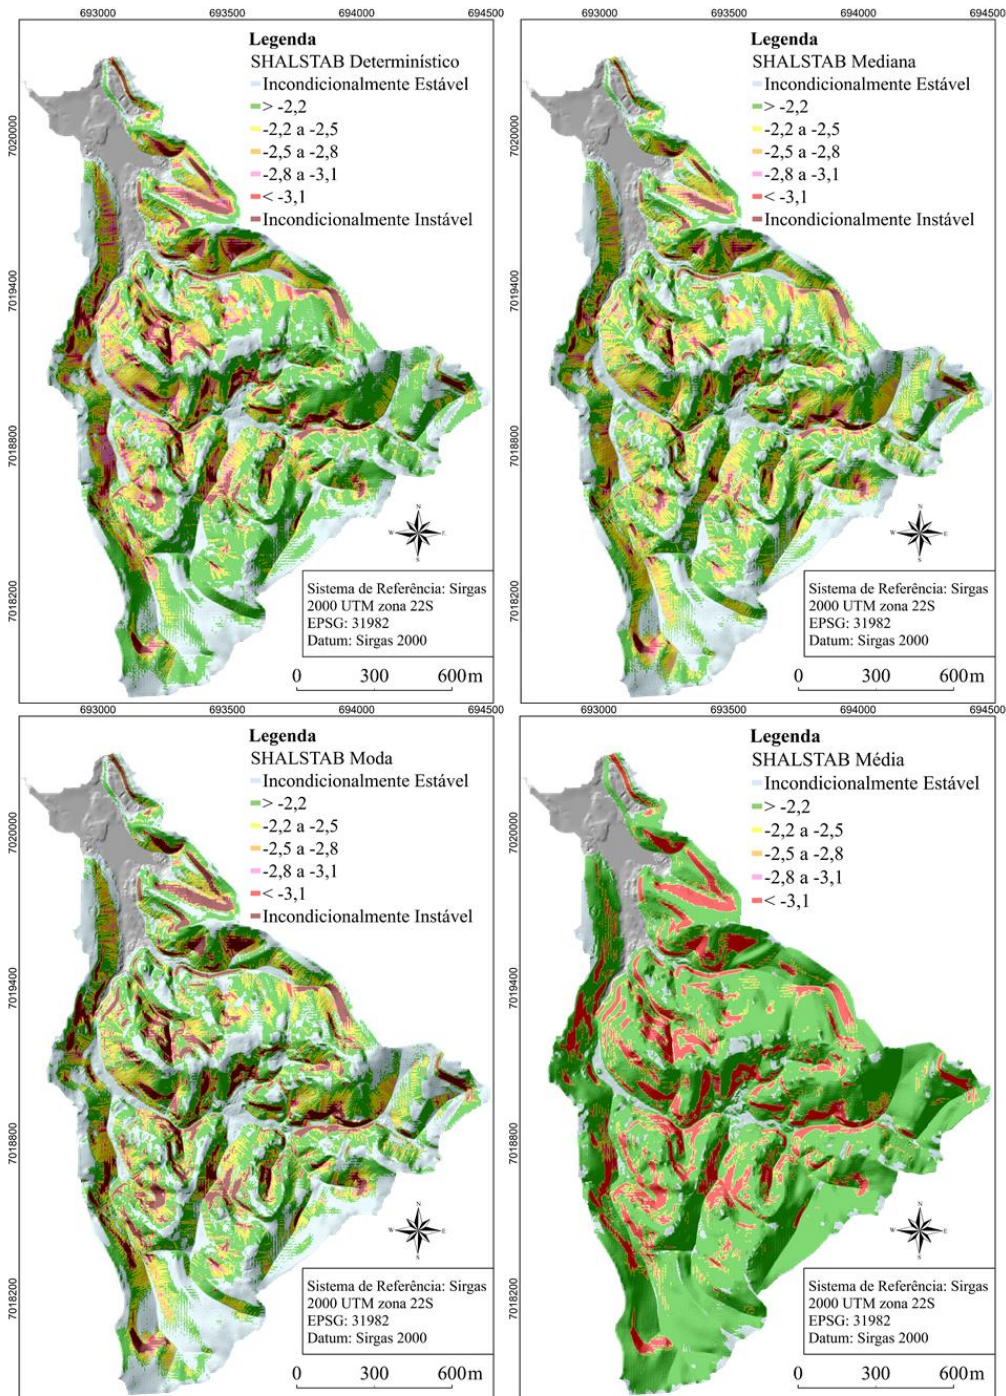 693000 693500 694000 694500
7020000
7019400
7018800
7018200
Legenda
SHALSTAB Determinístico
Incondicionalmente Estável
> -2,2
-2,2 a -2,5
-2,5 a -2,8
-2,8 a -3,1
< -3,1
Incondicionalmente Instável
N
W E
S
Sistema de Referência: Sirgas
2000 UTM zona 22S
EPSG: 31982
Datum: Sirgas 2000
0 300 600m
693000 693500 694000 694500
7020000
7019400
7018800
7018200
Legenda
SHALSTAB Mediana
Incondicionalmente Estável
> -2,2
-2,2 a -2,5
-2,5 a -2,8
-2,8 a -3,1
< -3,1
Incondicionalmente Instável
N
W E
S
Sistema de Referência: Sirgas
2000 UTM zona 22S
EPSG: 31982
Datum: Sirgas 2000
0 300 600m
693000 693500 694000 694500
7020000
7019400
7018800
7018200
Legenda
SHALSTAB Moda
Incondicionalmente Estável
> -2,2
-2,2 a -2,5
-2,5 a -2,8
-2,8 a -3,1
< -3,1
Incondicionalmente Instável
N
W E
S
Sistema de Referência: Sirgas
2000 UTM zona 22S
EPSG: 31982
Datum: Sirgas 2000
0 300 600m
693000 693500 694000 694500
7020000
7019400
7018800
7018200
Legenda
SHALSTAB Média
Incondicionalmente Estável
> -2,2
-2,2 a -2,5
-2,5 a -2,8
-2,8 a -3,1
< -3,1
N
W E
S
Sistema de Referência: Sirgas
2000 UTM zona 22S
EPSG: 31982
Datum: Sirgas 2000
0 300 600m